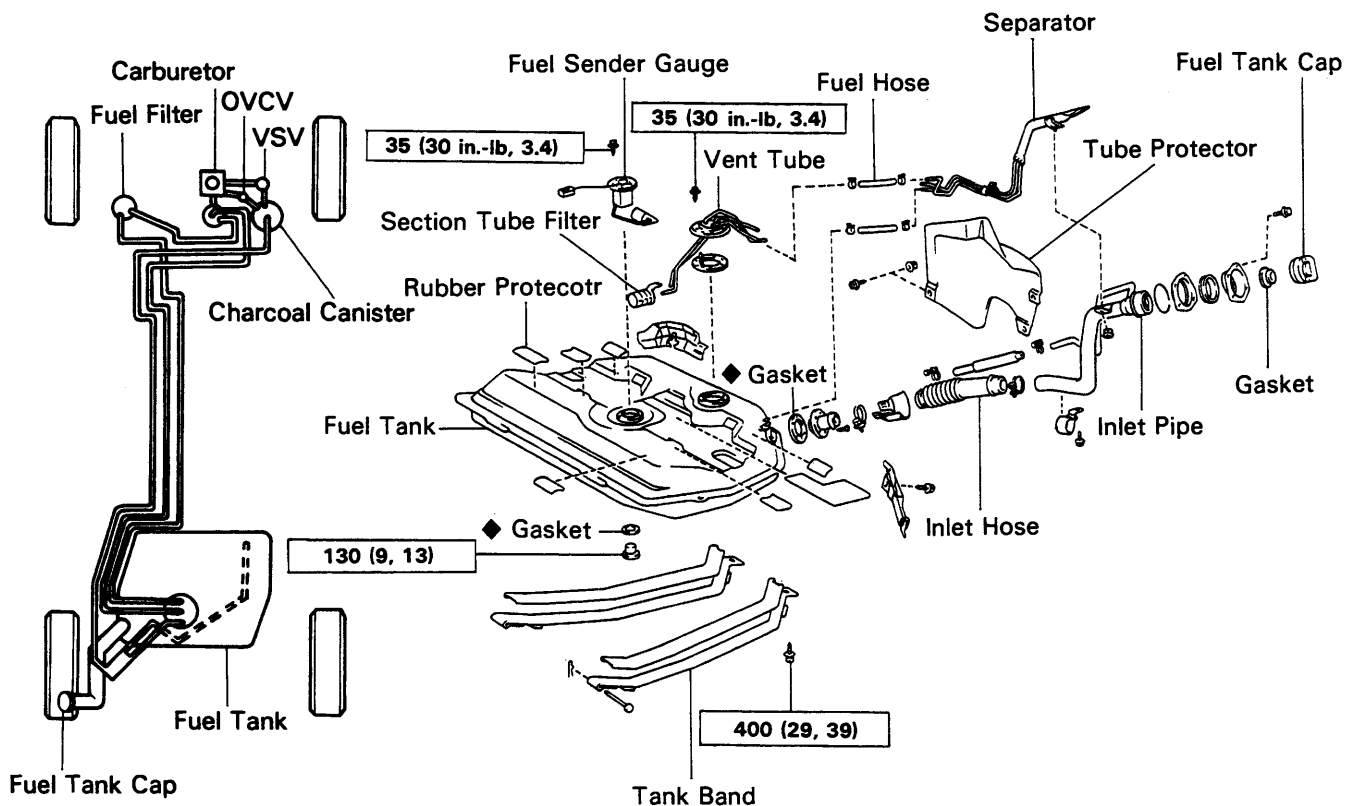 Separator
Fuel Sender Gauge
Fuel Tank Cap
Carburetor
Fuel Hose
OVCV
Fuel Filter
35 (30 in.-lb, 3.4)
VSV
35 (30 in.-lb, 3.4)
Vent Tube
Tube Protector
Section Tube Filter
Rubber Protecotr
Charcoal Canister
◆ Gasket
Gasket
Fuel Tank
Inlet Pipe
◆ Gasket
Inlet Hose
130 (9, 13)
Fuel Tank
400 (29, 39)
Fuel Tank Cap
Tank Band